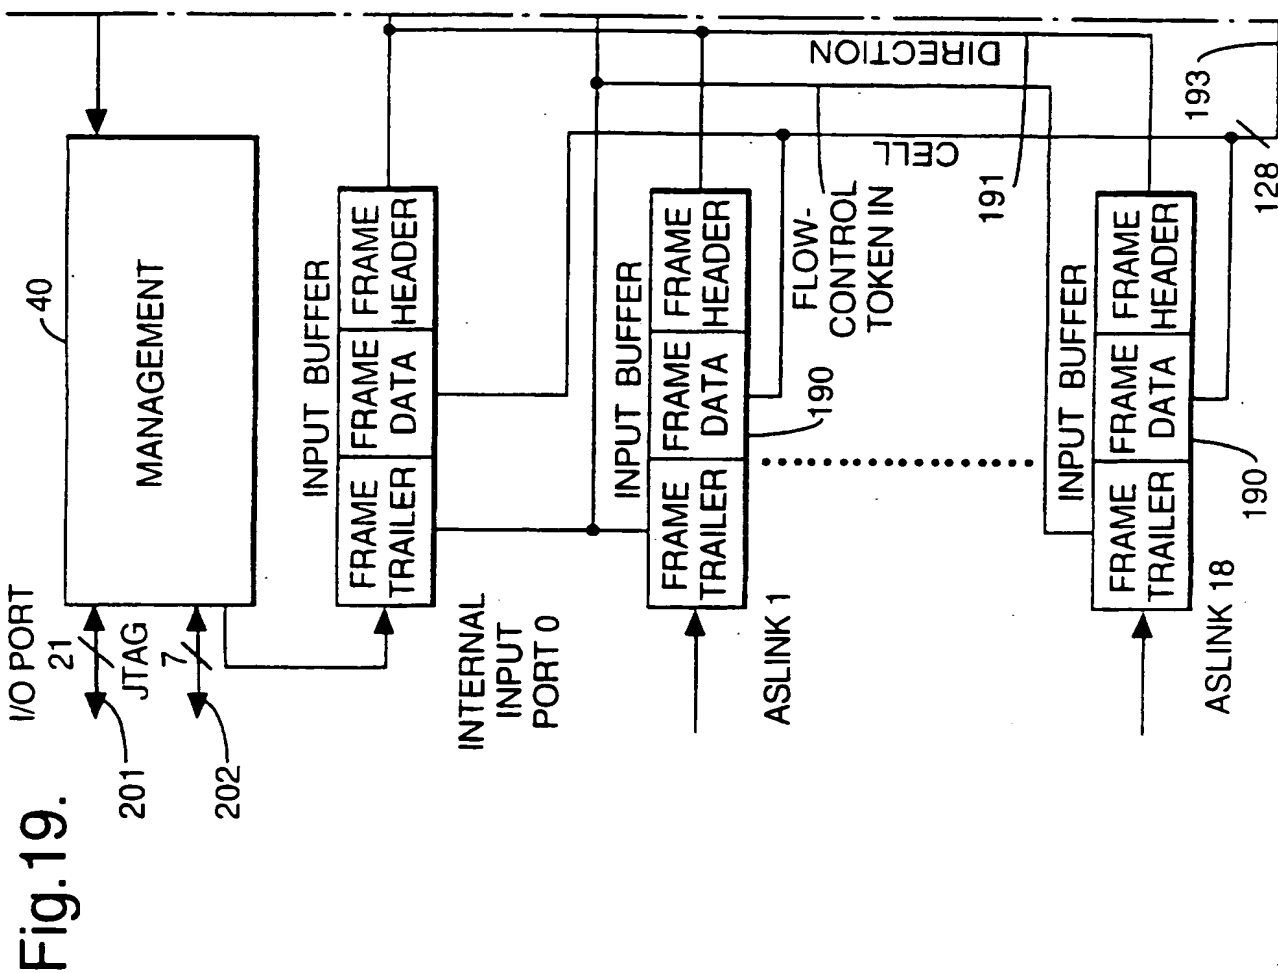 Fig.19.
I/O PORT
21
JTAG
7
201
202
40
MANAGEMENT
INPUT BUFFER
FRAME
TRAILER
FRAME
DATA
FRAME
HEADER
INTERNAL
INPUT
PORT 0
INPUT BUFFER
FRAME
TRAILER
FRAME
DATA
FRAME
HEADER
190
ASLINK 1
FLOW-
CONTROL
TOKEN IN
CELL
DIRECTION
191
INPUT BUFFER
FRAME
TRAILER
FRAME
DATA
FRAME
HEADER
190
ASLINK 18
128
193